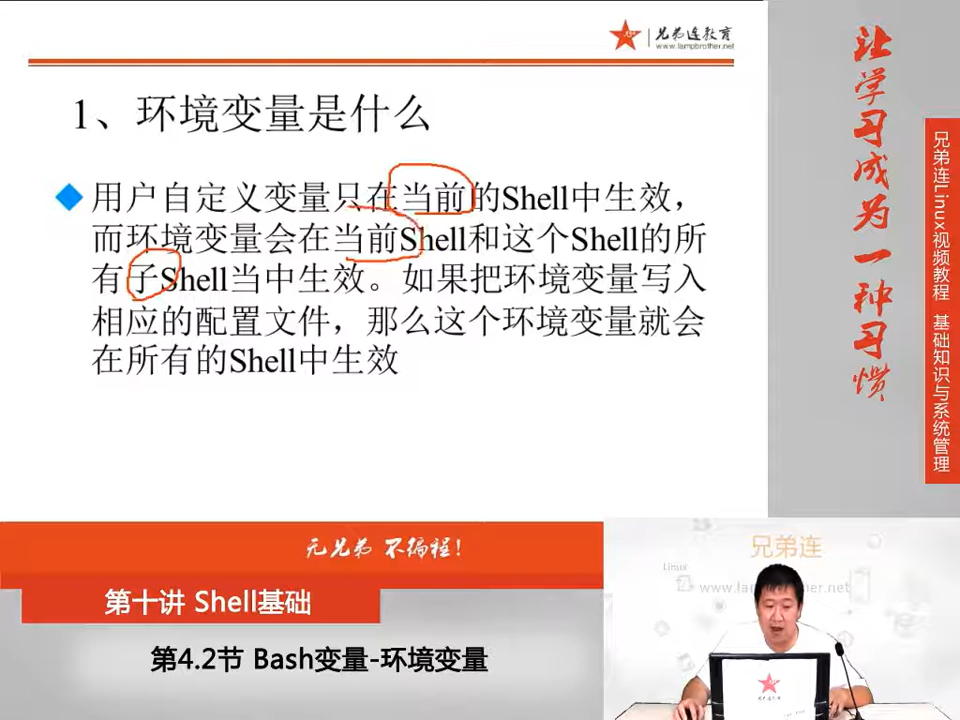 兄弟连教育
www.lampbrother.net
1、环境变量是什么
用户自定义变量只在当前的Shell中生效，
而环境变量会在当前Shell和这个Shell的所
有子Shell当中生效。如果把环境变量写入
相应的配置文件，那么这个环境变量就会
在所有的Shell中生效
让学习成为一种习惯
兄弟连Linux视频教程 基础知识与系统管理
无兄弟 不编程！
第十讲 Shell基础
第4.2节 Bash变量-环境变量
兄弟连
Linux